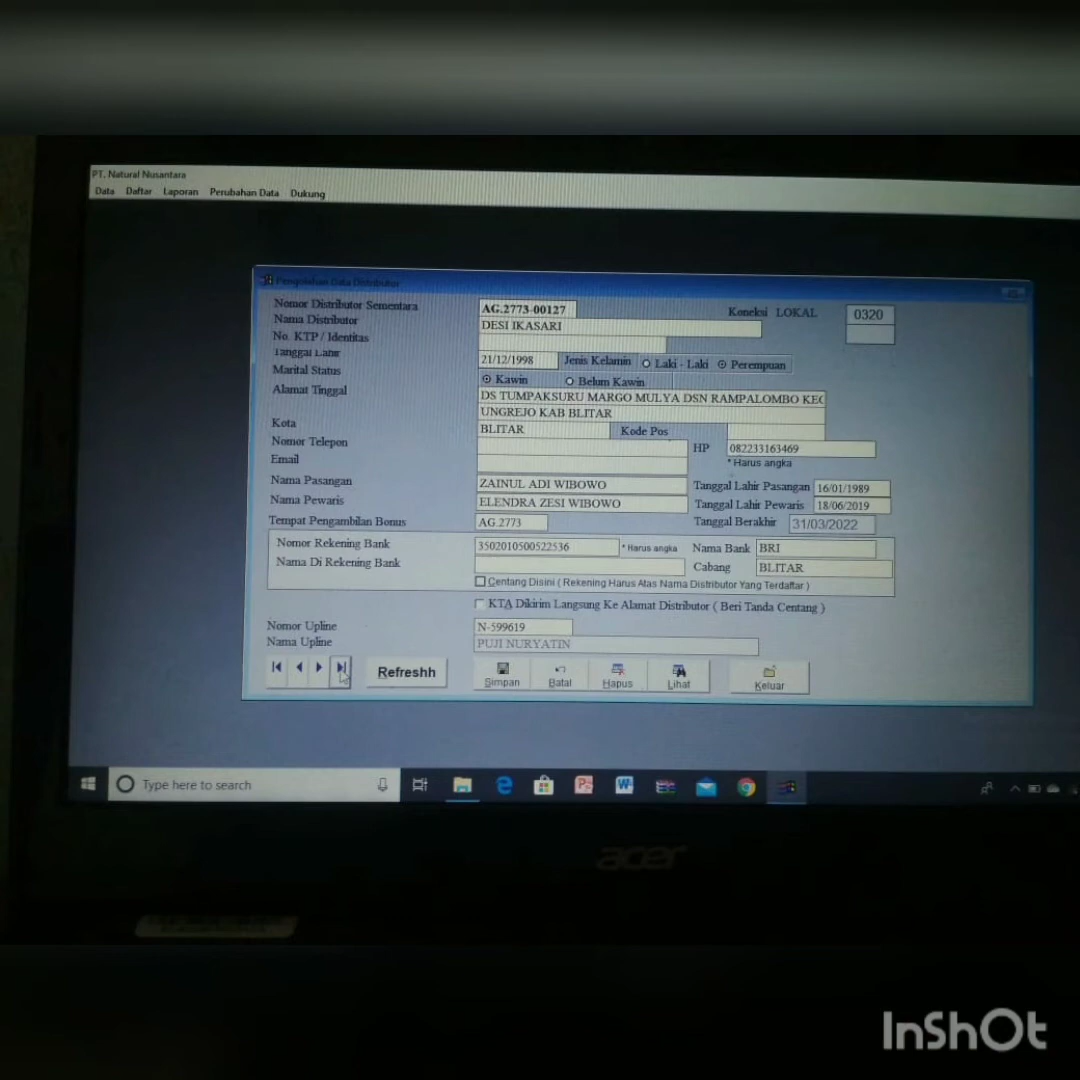 PT. Natural Nusantara
Data Daftar Laporan Perubahan Data Dukung
Pengolahan Data Distributor
Nomor Distributor Sementara AG.2773-00127 Koneksi LOKAL 0320
Nama Distributor DESI IKASARI
No. KTP / Identitas
Tanggal Lahir 21/12/1998 Jenis Kelamin Laki - Laki Perempuan
Marital Status Kawin Belum Kawin
Alamat Tinggal DS TUMPAKSURU MARGO MULYA DSN RAMPALOMBO KEC
UNGREJO KAB BLITAR
Kota BLITAR Kode Pos
Nomor Telepon HP 082233163469
Email * Harus angka
Nama Pasangan ZAINUL ADI WIBOWO Tanggal Lahir Pasangan 16/01/1989
Nama Pewaris ELENDRA ZESI WIBOWO Tanggal Lahir Pewaris 18/06/2019
Tempat Pengambilan Bonus AG.2773 Tanggal Berakhir 31/03/2022
Nomor Rekening Bank 3502010500522536 * Harus angka Nama Bank BRI
Nama Di Rekening Bank Cabang BLITAR
Centang Disini ( Rekening Harus Atas Nama Distributor Yang Terdaftar )
KTA Dikirim Langsung Ke Alamat Distributor ( Beri Tanda Centang )
Nomor Upline N-599619
Nama Upline PUJI NURYATIN
Refreshh Simpan Batal Hapus Lihat Keluar
Type here to search
acer
InShOt